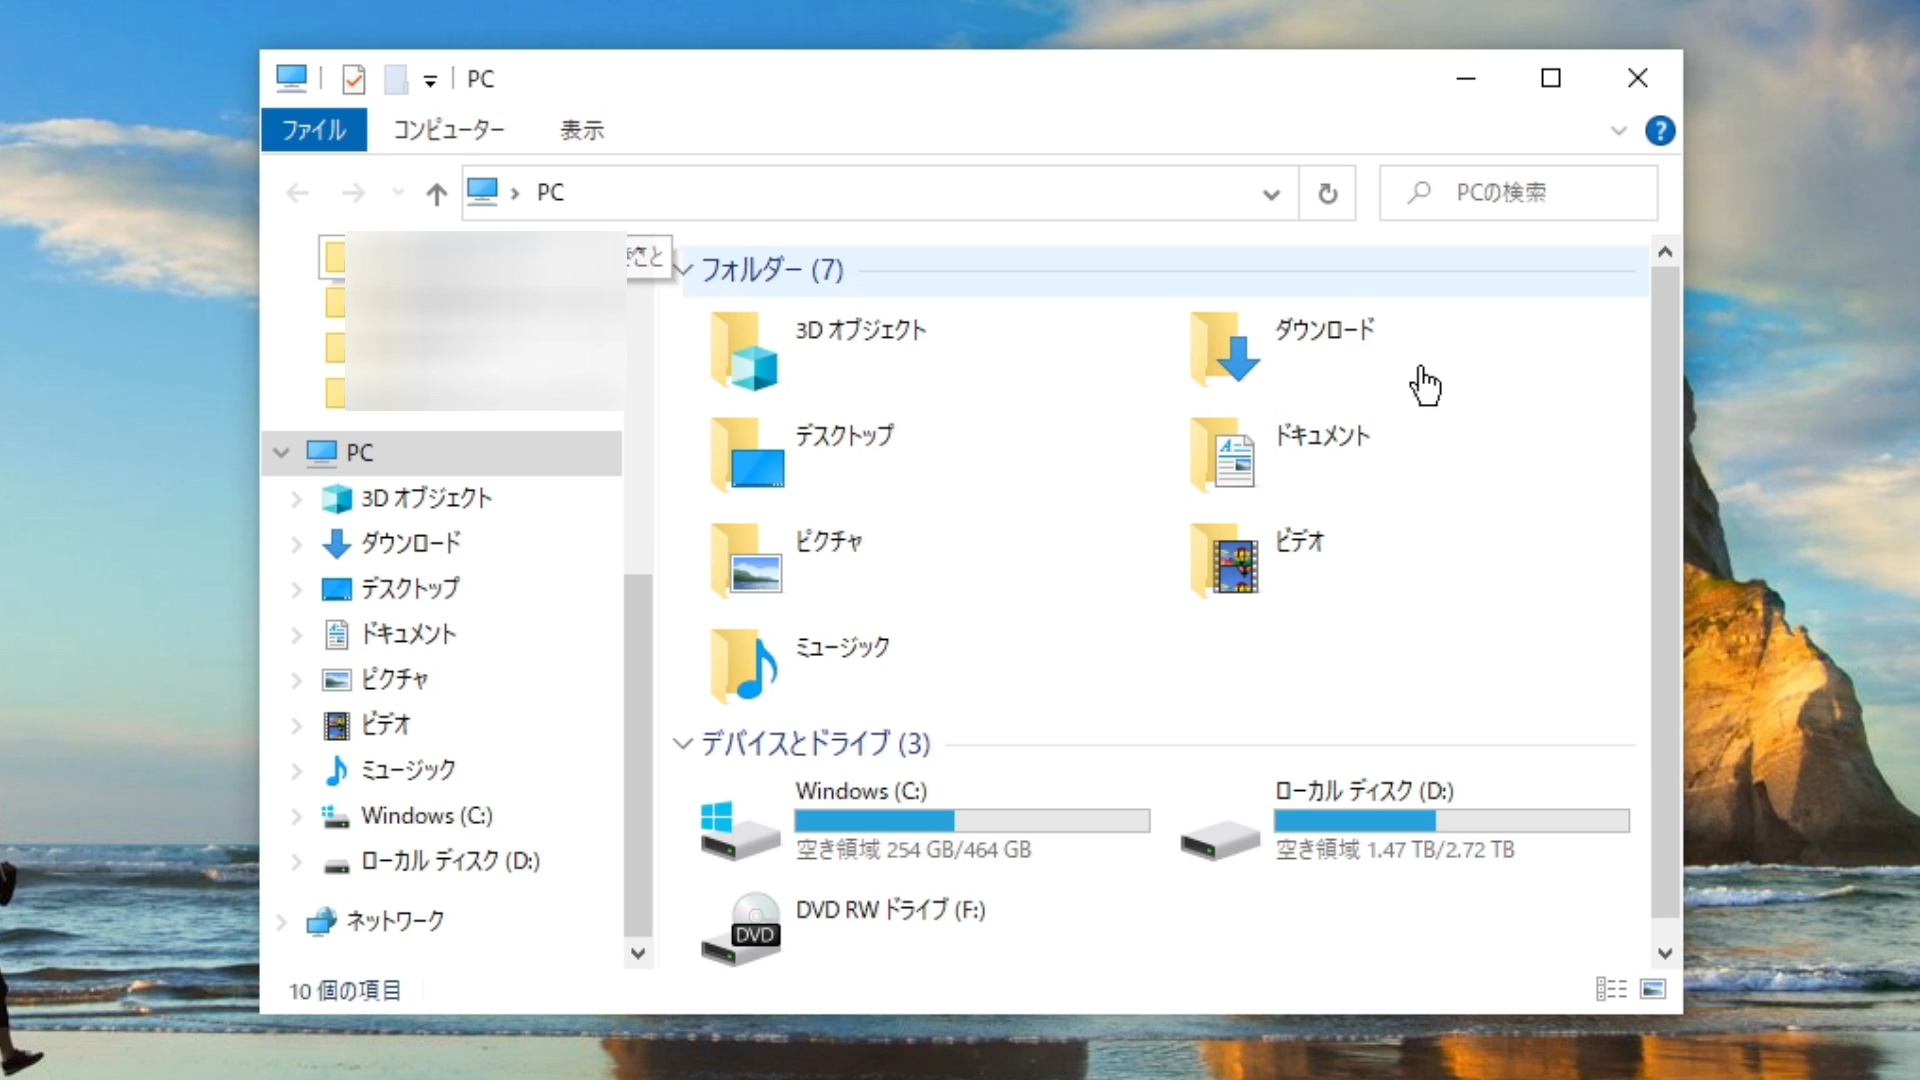 PC
ファイル
コンピューター
表示
?
PC
PCの検索
フォルダー (7)
3D オブジェクト
ダウンロード
デスクトップ
ドキュメント
ピクチャ
ビデオ
ミュージック
デバイスとドライブ (3)
Windows (C:)
空き領域 254 GB/464 GB
ローカル ディスク (D:)
空き領域 1.47 TB/2.72 TB
DVD
DVD RW ドライブ (F:)
PC
3D オブジェクト
ダウンロード
デスクトップ
ドキュメント
ピクチャ
ビデオ
ミュージック
Windows (C:)
ローカル ディスク (D:)
ネットワーク
10 個の項目